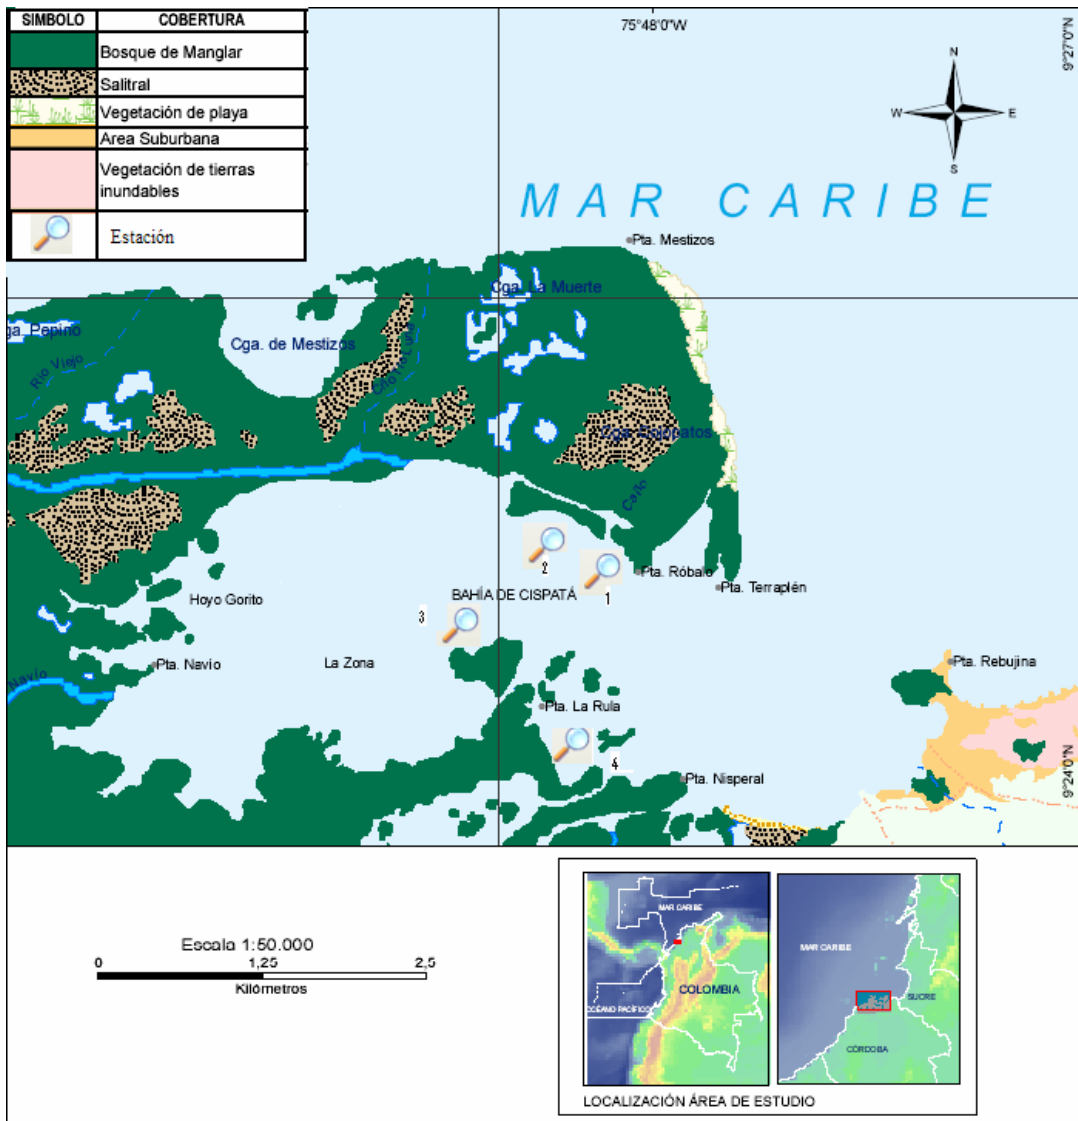 SIMBOLO COBERTURA
Bosque de Manglar
Salitral
Vegetación de playa
Area Suburbana
Vegetación de tierras
inundables
Estación
75°48'0"W
9°27'0"N
N
W E
S
MAR CARIBE
Pta. Mestizos
Cga. La Muerte
ga. Pepino
Cga. de Mestizos
Rio Viejo
Caño
2
1
Pta. Róbalo
Pta. Terraplén
BAHÍA DE CISPATÁ
Hoyo Gorito
3
Pta. Navio
La Zona
Navío
Pta. Rebujina
Pta. La Rula
4
Pta. Nisperal
9°24'0"N
Escala 1:50.000
0 1,25 2,5
Kilómetros
MAR CARIBE
COLOMBIA
OCÉANO PACÍFICO
MAR CARIBE
SUCRE
CÓRDOBA
LOCALIZACIÓN ÁREA DE ESTUDIO